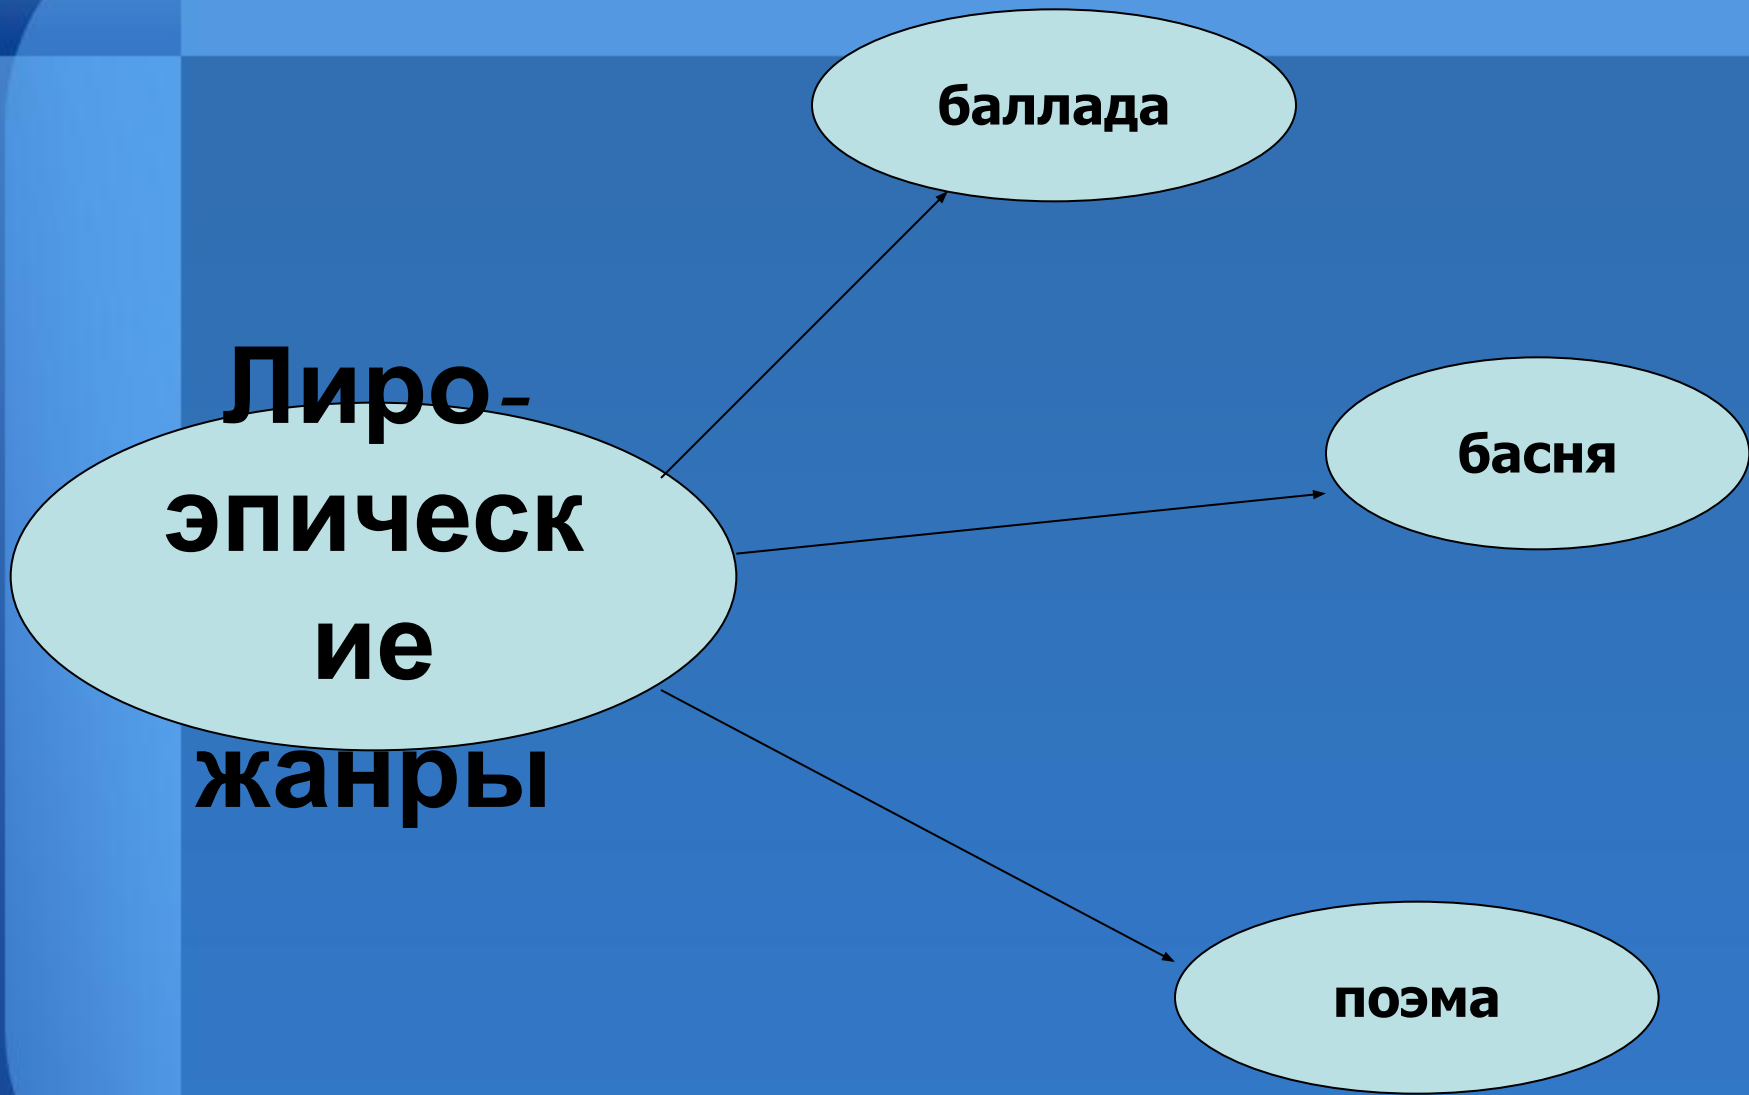 баллада
Лиро-
эпическ
ие
жанры
басня
поэма